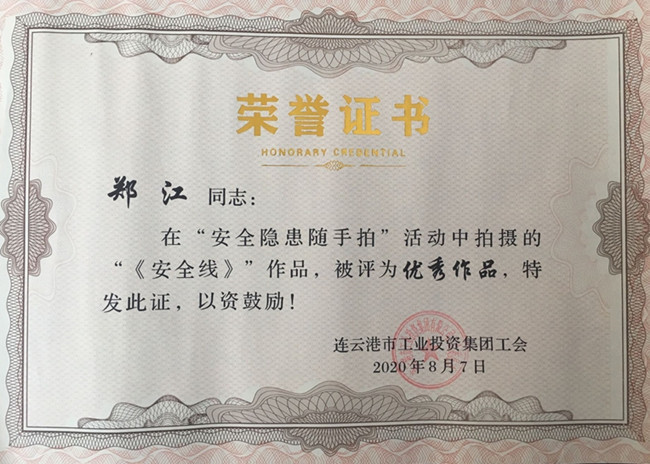 荣誉证书
HONORARY CREDENTIAL
郑江 同志：
在“安全隐患随手拍”活动中拍摄的
“《安全线》”作品，被评为优秀作品，特
发此证，以资鼓励！
连云港市工业投资集团工会
2020年8月7日